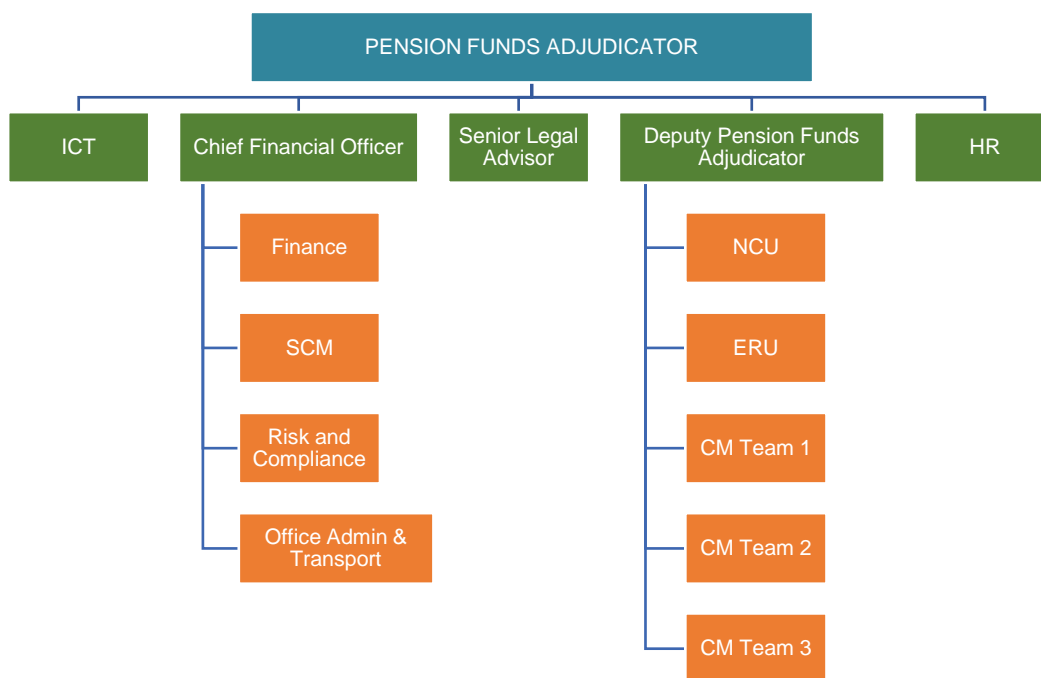 PENSION FUNDS ADJUDICATOR
ICT
Chief Financial Officer
Senior Legal
Advisor
Deputy Pension Funds
Adjudicator
HR
Finance
SCM
Risk and
Compliance
Office Admin &
Transport
NCU
ERU
CM Team 1
CM Team 2
CM Team 3